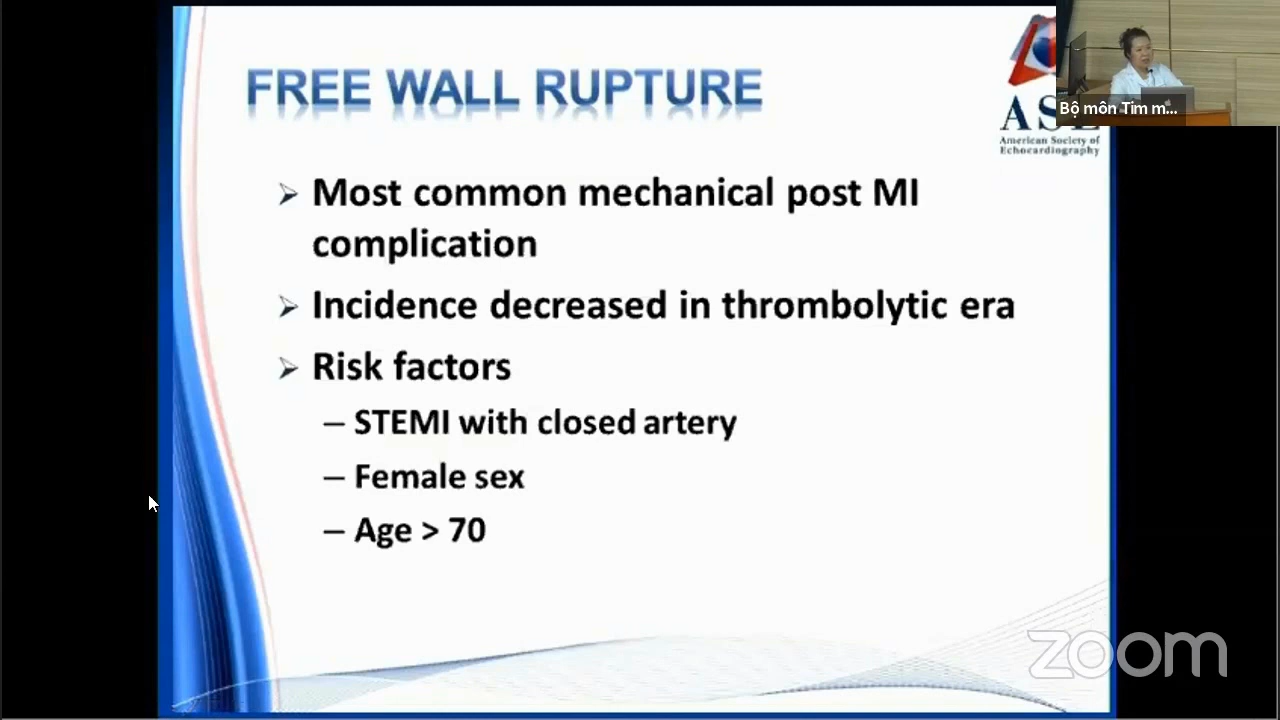 FREE WALL RUPTURE
American Society of
Echocardiography
Bộ môn Tim m...
➢ Most common mechanical post MI
complication
➢ Incidence decreased in thrombolytic era
➢ Risk factors
– STEMI with closed artery
– Female sex
– Age > 70
zoom